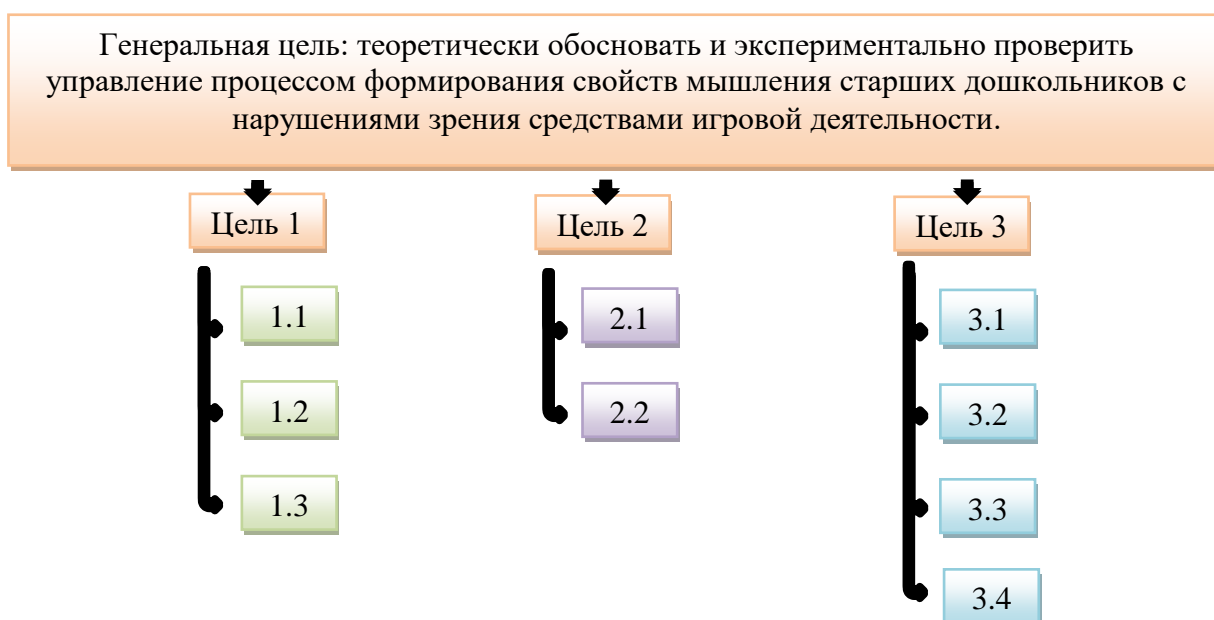 Генеральная цель: теоретически обосновать и экспериментально проверить
управление процессом формирования свойств мышления старших дошкольников с
нарушениями зрения средствами игровой деятельности.
Цель 1
Цель 2
Цель 3
1.1
2.1
3.1
1.2
2.2
3.2
1.3
3.3
3.4